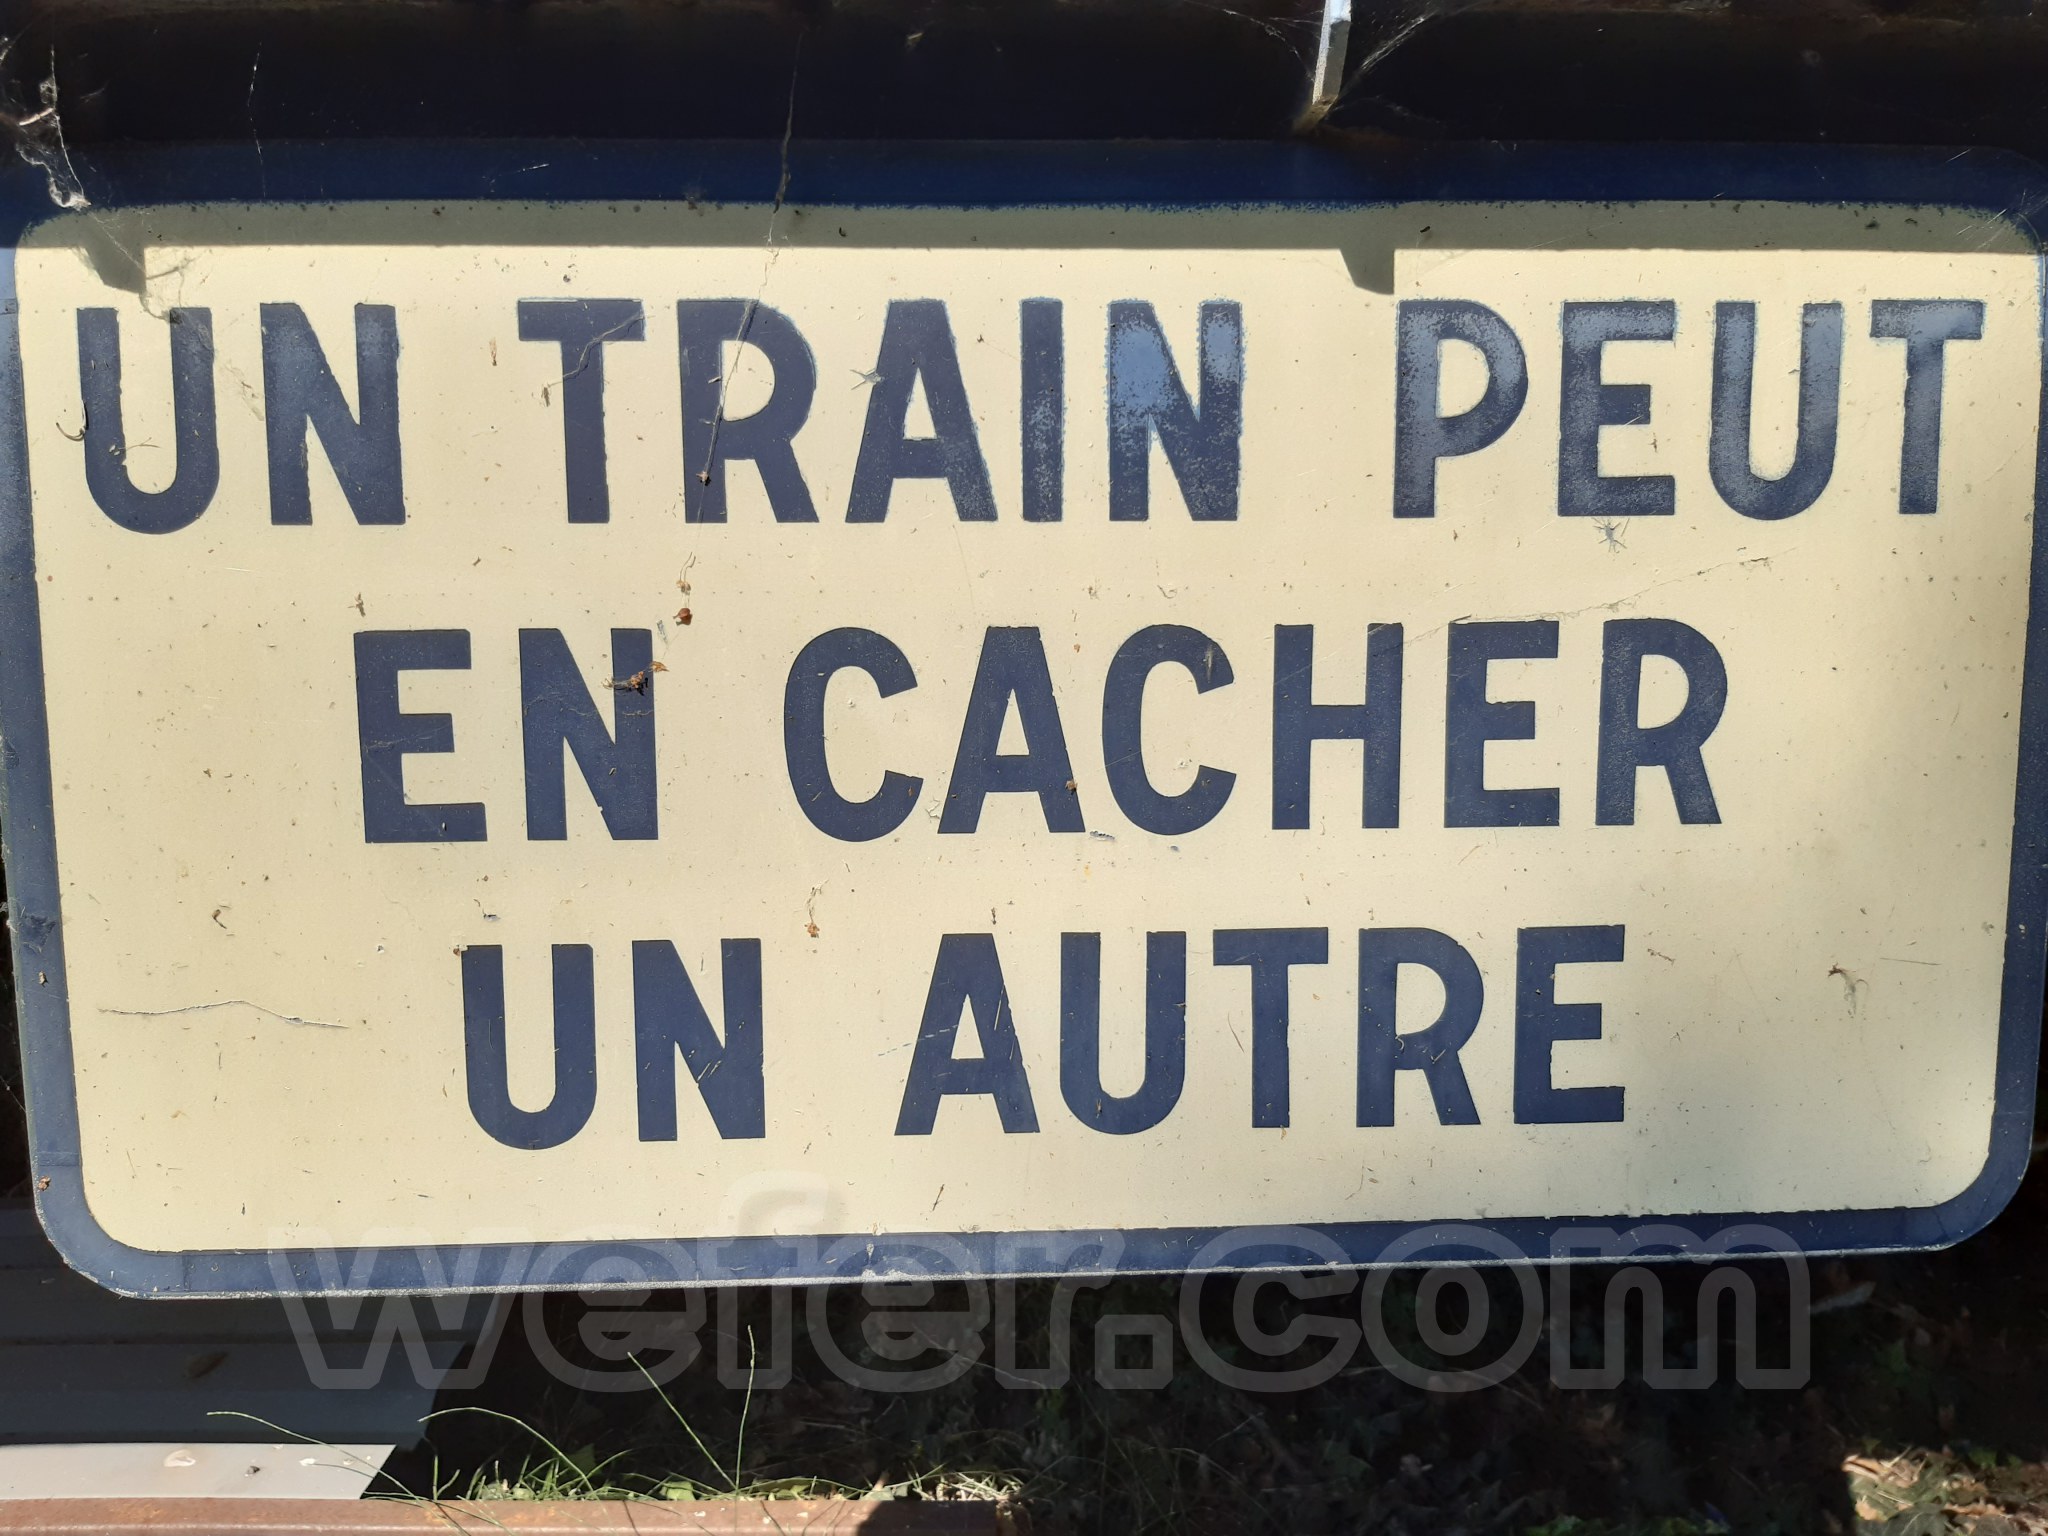 UN TRAIN PEUT
EN CACHER
UN AUTRE
wefer.com